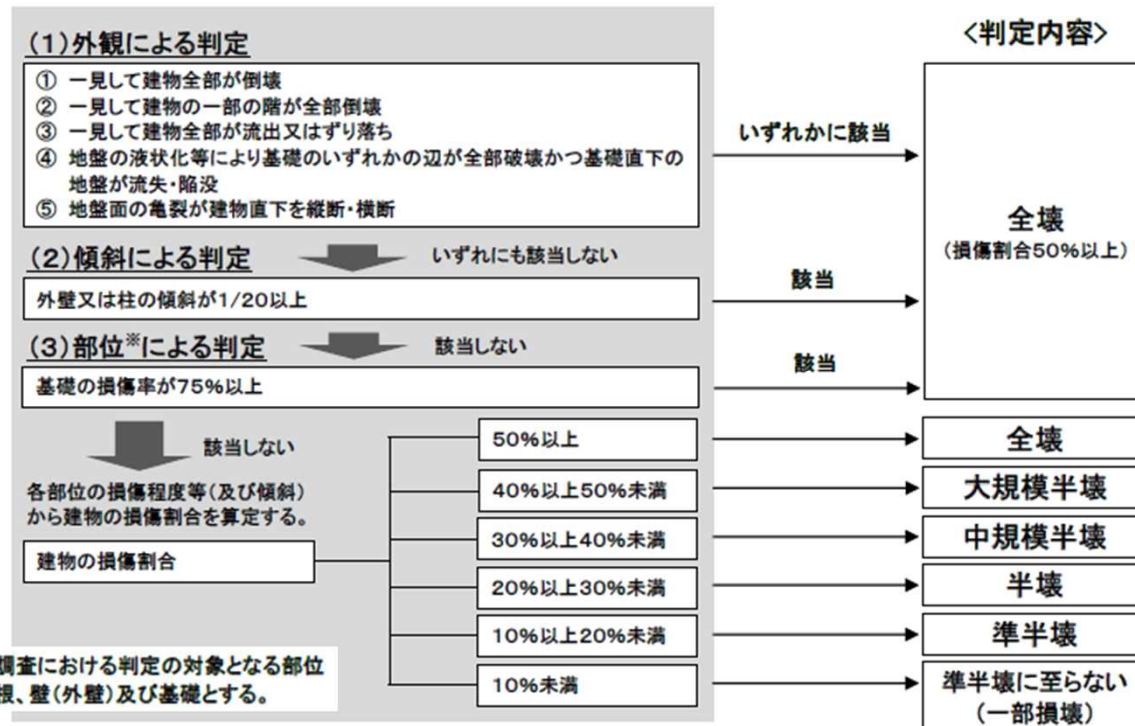 (1)外観による判定
① 一見して建物全部が倒壊
② 一見して建物の一部の階が全部倒壊
③ 一見して建物全部が流出又はずり落ち
④ 地盤の液状化等により基礎のいずれかの辺が全部破壊かつ基礎直下の
地盤が流失・陥没
⑤ 地盤面の亀裂が建物直下を縦断・横断
いずれかに該当
<判定内容>
全壊
(損傷割合50%以上)
(2)傾斜による判定
いずれにも該当しない
外壁又は柱の傾斜が1/20以上
該当
(3)部位※による判定
該当しない
基礎の損傷率が75%以上
該当
該当しない
各部位の損傷程度等(及び傾斜)
から建物の損傷割合を算定する。
建物の損傷割合
50%以上
全壊
40%以上50%未満
大規模半壊
30%以上40%未満
中規模半壊
20%以上30%未満
半壊
10%以上20%未満
準半壊
10%未満
準半壊に至らない
(一部損壊)
調査における判定の対象となる部位
根、壁(外壁)及び基礎とする。